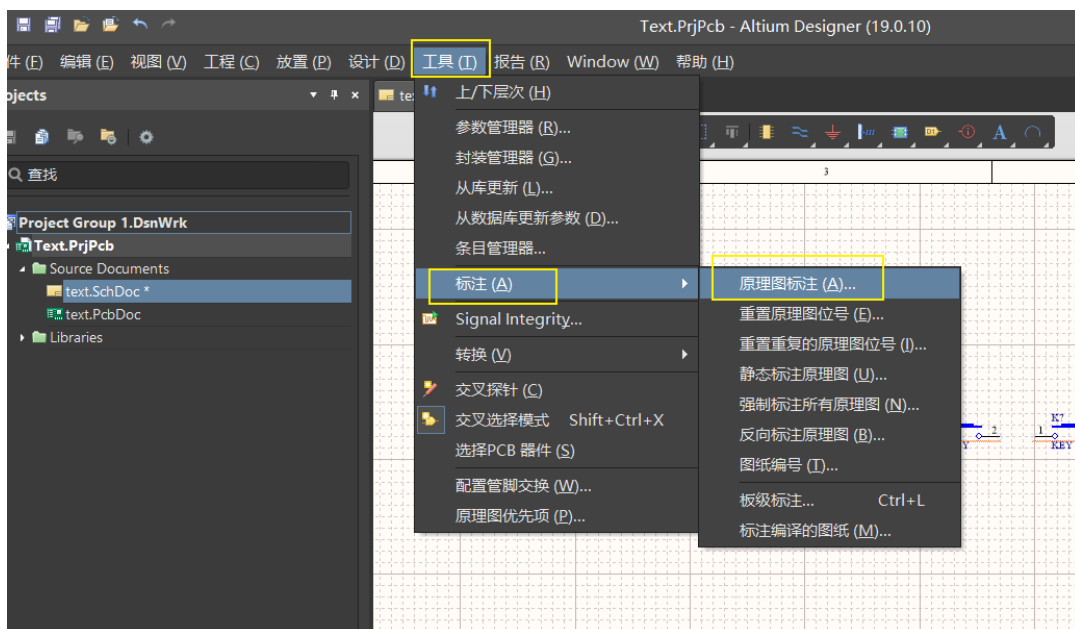 Text.PrjPcb - Altium Designer (19.0.10)
件 (F) 编辑 (E) 视图 (V) 工程 (C) 放置 (P) 设计 (D) 工具 (T) 报告 (R) Window (W) 帮助 (H)
ojects
te
上/下层次 (H)
参数管理器 (R)...
封装管理器 (G)...
从库更新 (L)...
从数据库更新参数 (D)...
条目管理器...
标注 (A)
Signal Integrity...
转换 (V)
交叉探针 (C)
交叉选择模式 Shift+Ctrl+X
选择PCB 器件 (S)
配置管脚交换 (W)...
原理图优先项 (P)...
查找
Project Group 1.DsnWrk
Text.PrjPcb
Source Documents
text.SchDoc *
text.PcbDoc
Libraries
A
3
原理图标注 (A)...
重置原理图位号 (E)...
重置重复的原理图位号 (I)...
静态标注原理图 (U)...
强制标注所有原理图 (N)...
反向标注原理图 (B)...
图纸编号 (T)...
板级标注... Ctrl+L
标注编译的图纸 (M)...
2
Y
K7
1
KEY